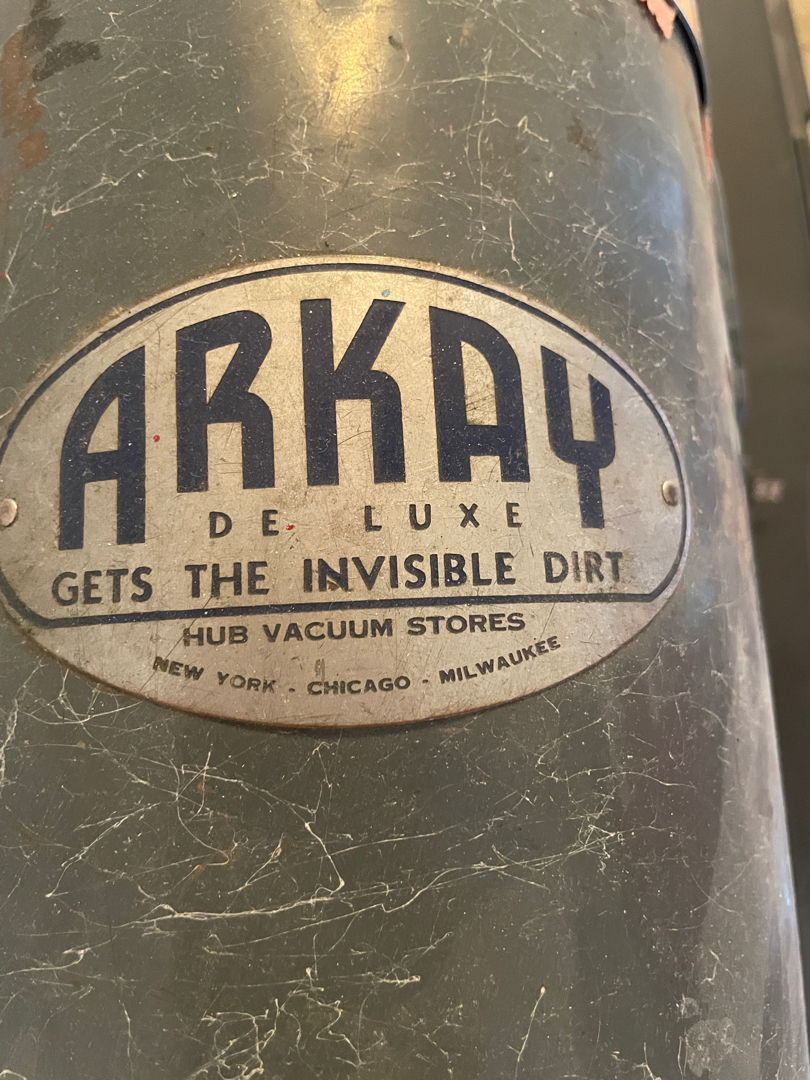 ARKAY
DE LUXE
GETS THE INVISIBLE DIRT
HUB VACUUM STORES
NEW YORK - CHICAGO - MILWAUKEE